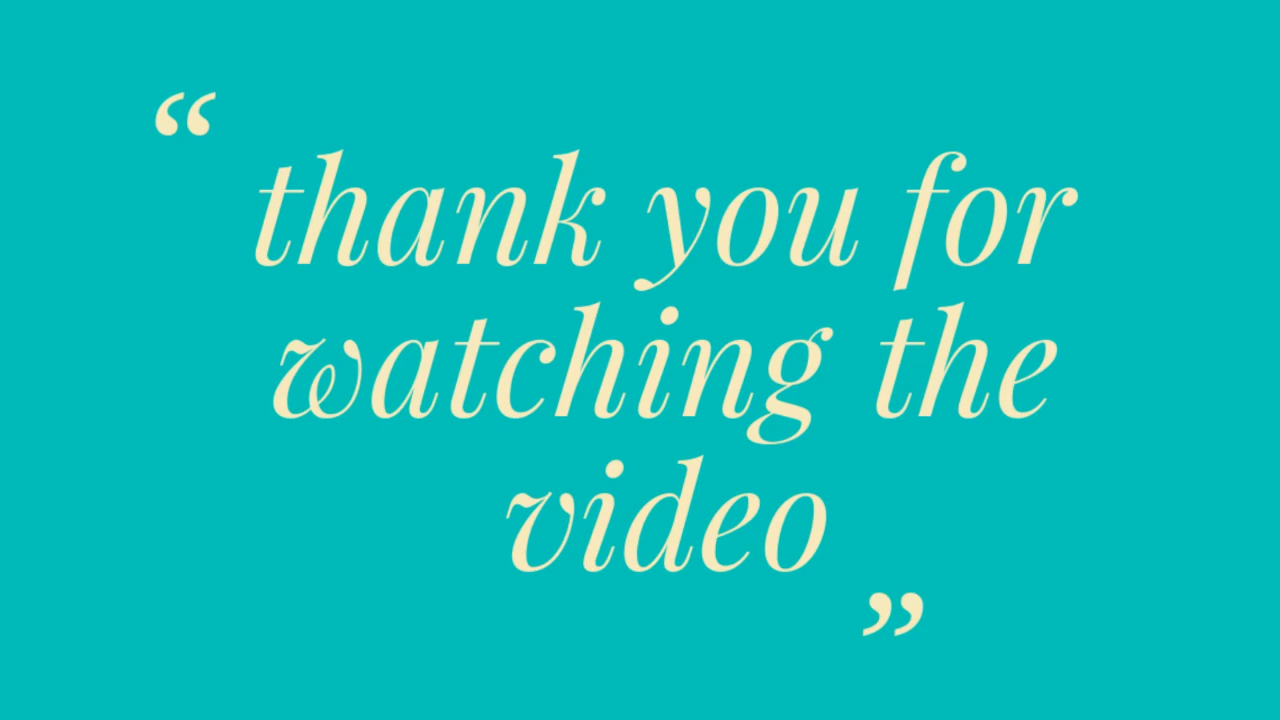 “
thank you for
watching the
video
”